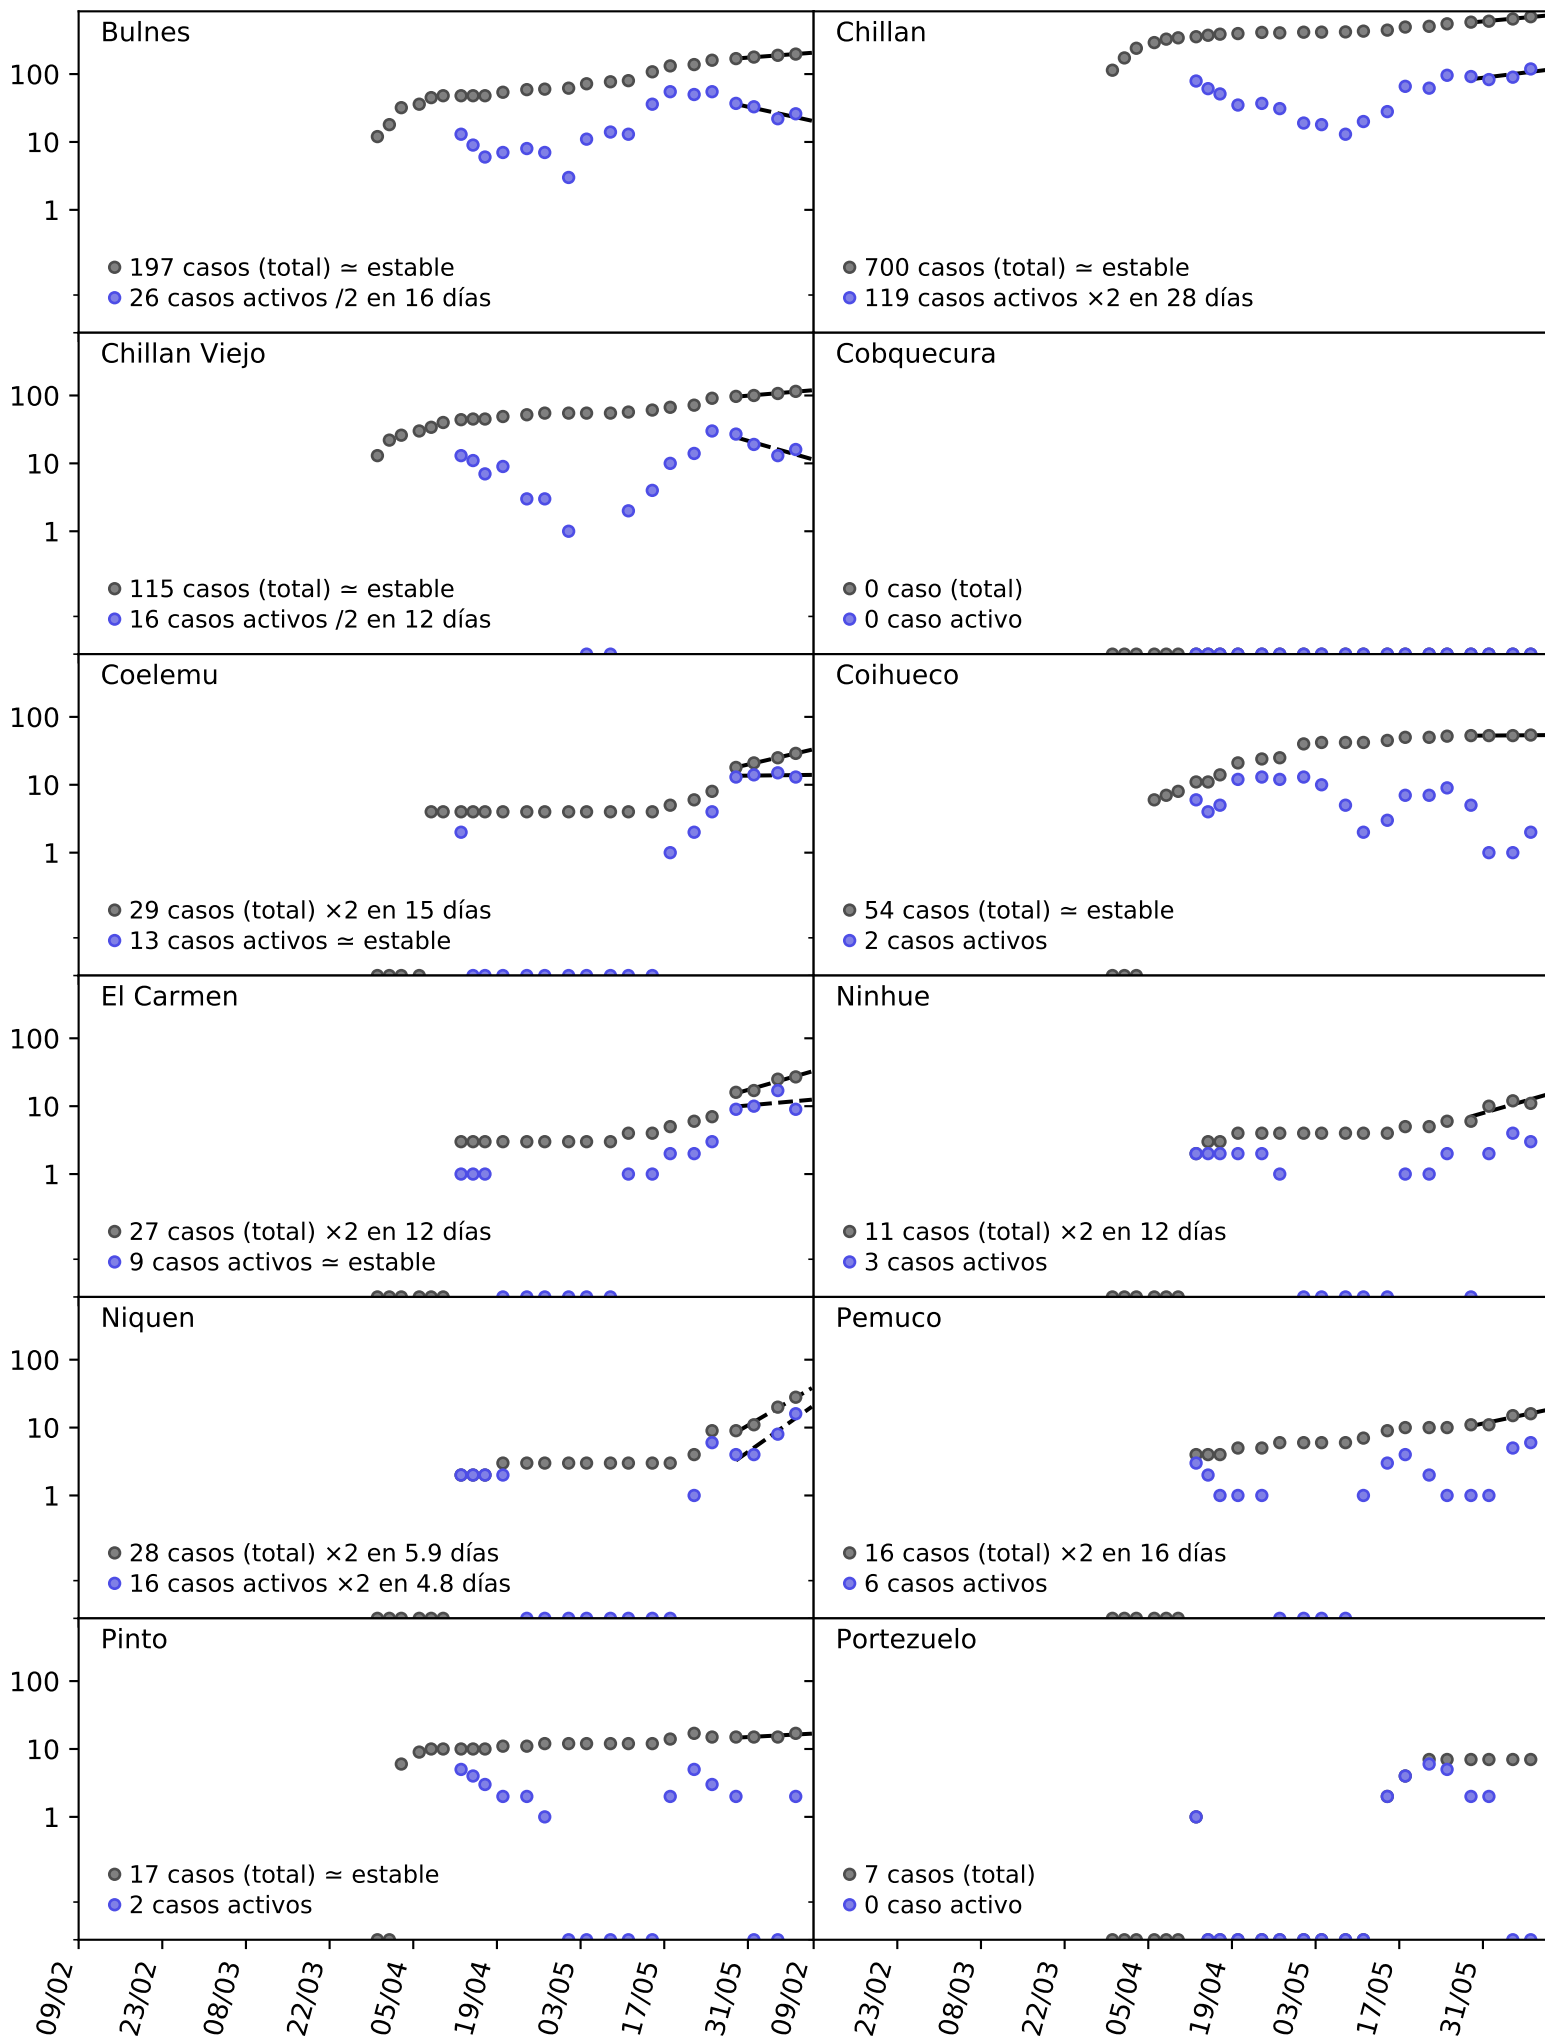 Bulnes
Chillan
100
10
1
197 casos (total) ≃ estable
26 casos activos /2 en 16 días
700 casos (total) ≃ estable
119 casos activos ×2 en 28 días
Chillan Viejo
Cobquecura
100
10
1
115 casos (total) ≃ estable
16 casos activos /2 en 12 días
0 caso (total)
0 caso activo
Coelemu
Coihueco
100
10
1
29 casos (total) ×2 en 15 días
13 casos activos ≃ estable
54 casos (total) ≃ estable
2 casos activos
El Carmen
Ninhue
100
10
1
27 casos (total) ×2 en 12 días
9 casos activos ≃ estable
11 casos (total) ×2 en 12 días
3 casos activos
Niquen
Pemuco
100
10
1
28 casos (total) ×2 en 5.9 días
16 casos activos ×2 en 4.8 días
16 casos (total) ×2 en 16 días
6 casos activos
Pinto
Portezuelo
100
10
1
17 casos (total) ≃ estable
2 casos activos
7 casos (total)
0 caso activo
09/02
23/02
08/03
22/03
05/04
19/04
03/05
17/05
31/05
09/02
23/02
08/03
22/03
05/04
19/04
03/05
17/05
31/05